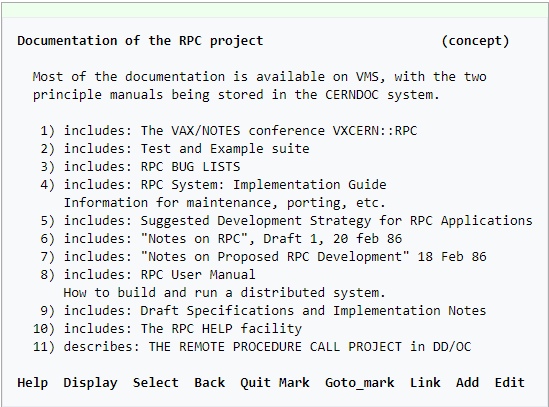 Documentation of the RPC project (concept)
Most of the documentation is available on VMS, with the two
principle manuals being stored in the CERNDOC system.
1) includes: The VAX/NOTES conference VXCERN::RPC
2) includes: Test and Example suite
3) includes: RPC BUG LISTS
4) includes: RPC System: Implementation Guide
Information for maintenance, porting, etc.
5) includes: Suggested Development Strategy for RPC Applications
6) includes: "Notes on RPC", Draft 1, 20 feb 86
7) includes: "Notes on Proposed RPC Development" 18 Feb 86
8) includes: RPC User Manual
How to build and run a distributed system.
9) includes: Draft Specifications and Implementation Notes
10) includes: The RPC HELP facility
11) describes: THE REMOTE PROCEDURE CALL PROJECT in DD/OC
Help Display Select Back Quit Mark Goto_mark Link Add Edit